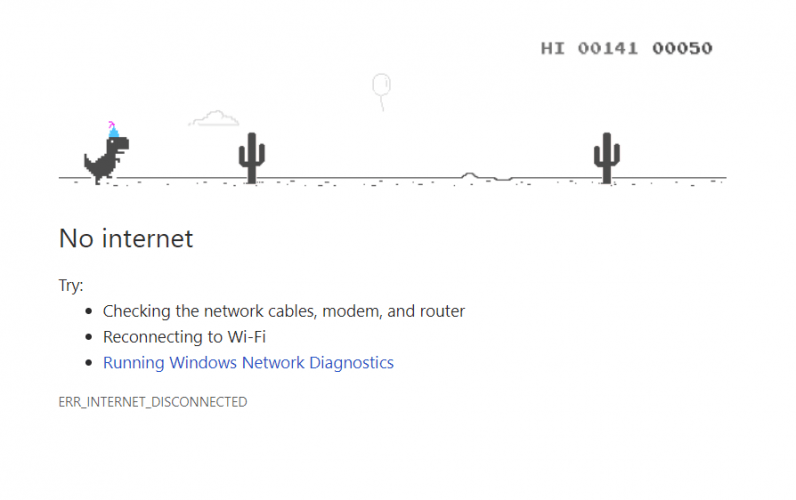 HI 00141 00050
No internet
Try:
Checking the network cables, modem, and router
Reconnecting to Wi-Fi
Running Windows Network Diagnostics
ERR_INTERNET_DISCONNECTED